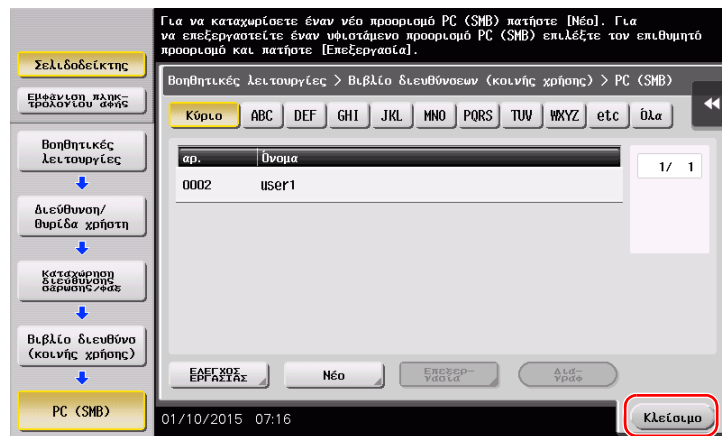 Για να καταχωρίσετε έναν νέο προορισμό PC (SMB) πατήστε [Νέο]. Για
να επεξεργαστείτε έναν υφιστάμενο προορισμό PC (SMB) επιλέξτε τον επιθυμητό
προορισμό και πατήστε [Επεξεργασία].
Σελιδοδείκτης
Εμφάνιση πληκ-
τρολογίου αφής
Βοηθητικές
λειτουργίες
Διεύθυνση/
θυρίδα χρήστη
Καταχώρηση
διεύθυνσης
σάρωσης/φαξ
Βιβλίο διευθύνσ
(κοινής χρήσης)
PC (SMB)
Βοηθητικές λειτουργίες > Βιβλίο διευθύνσεων (κοινής χρήσης) > PC (SMB)
Κύριο ABC DEF GHI JKL MNO PQRS TUV WXYZ etc Όλα
αρ. Όνομα
0002 user1
1/ 1
ΕΛΕΓΧΟΣ
ΕΡΓΑΣΙΑΣ
Νέο
Επεξερ-
γασία
Δια-
γραφ
01/10/2015 07:16
Κλείσιμο